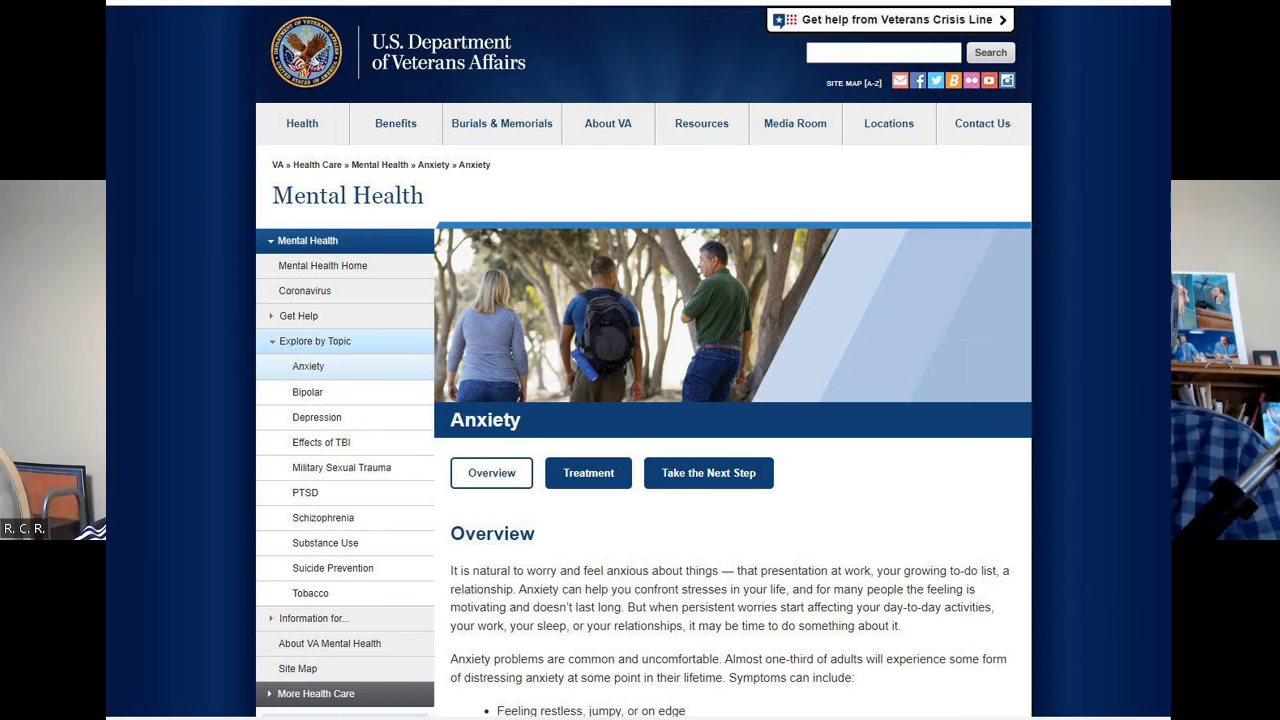 Get help from Veterans Crisis Line
U.S. Department
of Veterans Affairs
Search
SITE MAP [A-Z]
Health
Benefits
Burials & Memorials
About VA
Resources
Media Room
Locations
Contact Us
VA » Health Care » Mental Health » Anxiety » Anxiety
Mental Health
Mental Health
Mental Health Home
Coronavirus
Get Help
Explore by Topic
Anxiety
Bipolar
Depression
Effects of TBI
Military Sexual Trauma
PTSD
Schizophrenia
Substance Use
Suicide Prevention
Tobacco
Information for...
About VA Mental Health
Site Map
More Health Care
Anxiety
Overview
Treatment
Take the Next Step
Overview
It is natural to worry and feel anxious about things — that presentation at work, your growing to-do list, a
relationship. Anxiety can help you confront stresses in your life, and for many people the feeling is
motivating and doesn't last long. But when persistent worries start affecting your day-to-day activities,
your work, your sleep, or your relationships, it may be time to do something about it.
Anxiety problems are common and uncomfortable. Almost one-third of adults will experience some form
of distressing anxiety at some point in their lifetime. Symptoms can include:
• Feeling restless, jumpy, or on edge
R. C. R.